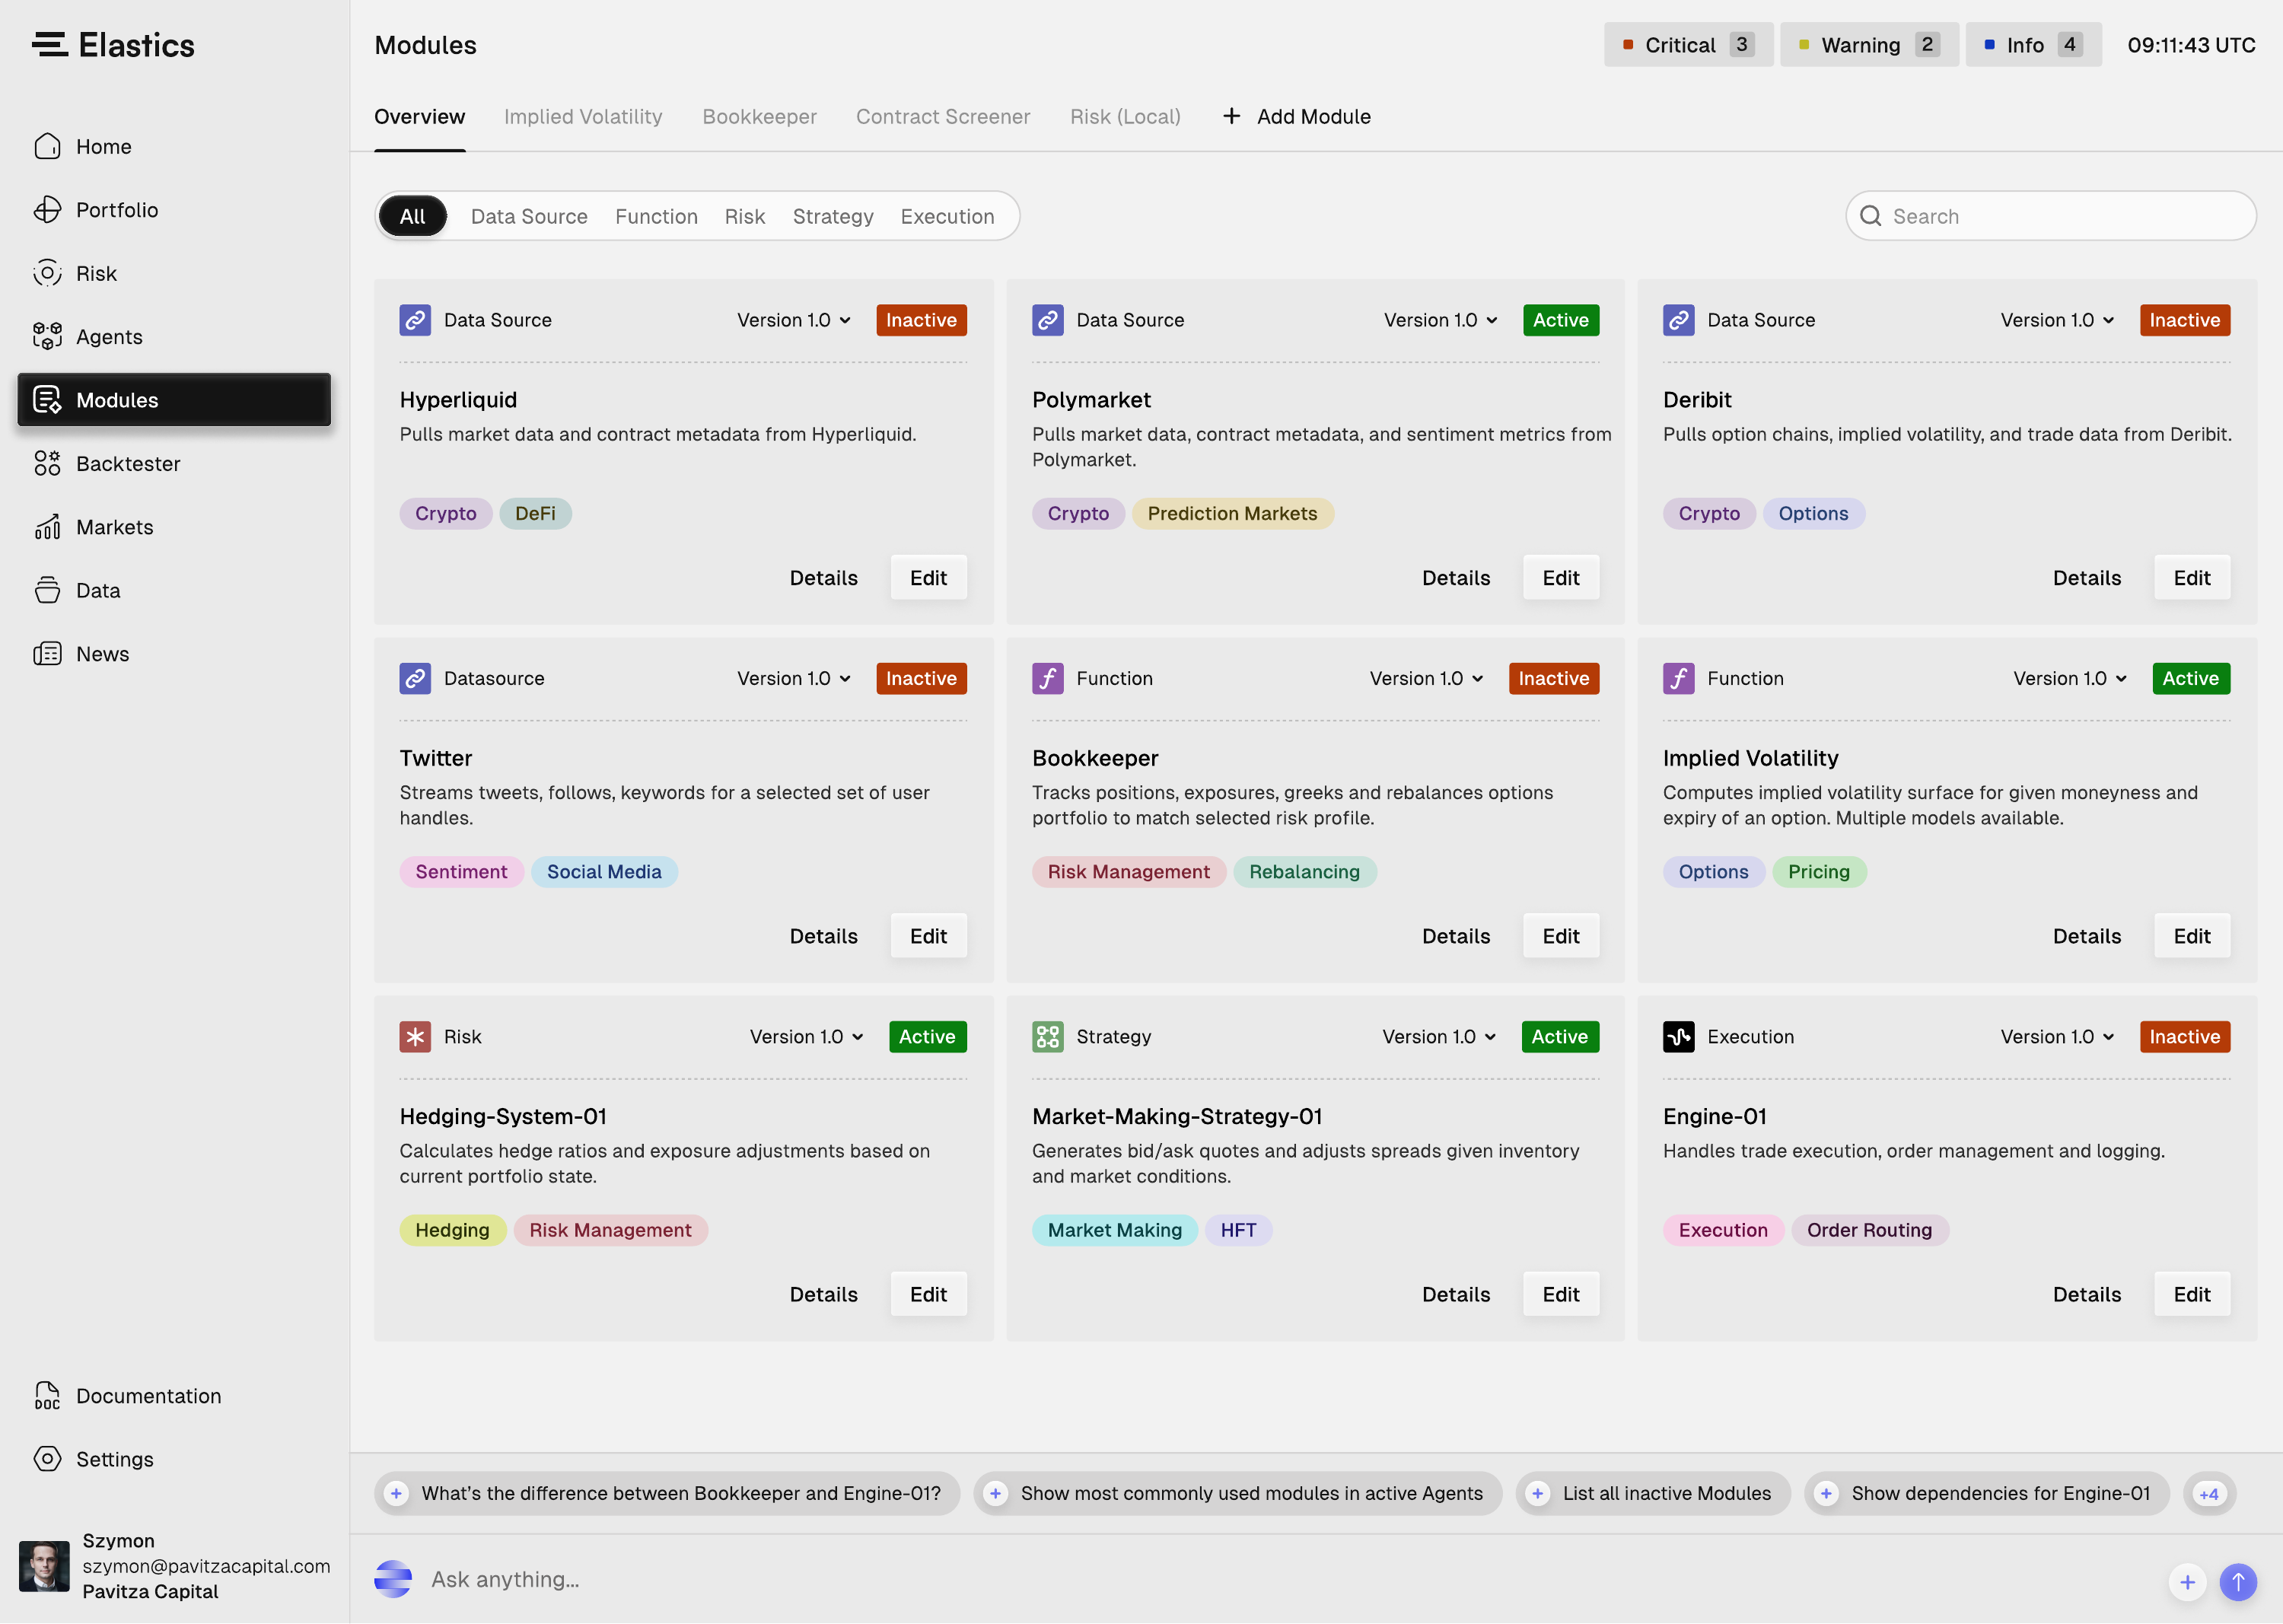 Elastics
Home
Portfolio
Risk
Agents
Modules
Backtester
Markets
Data
News
Documentation
Settings
Szymon
szymon@pavitzacapital.com
Pavitza Capital
Modules
Critical 3
Warning 2
Info 4
09:11:43 UTC
Overview
Implied Volatility
Bookkeeper
Contract Screener
Risk (Local)
+ Add Module
All
Data Source
Function
Risk
Strategy
Execution
Search
Data Source
Version 1.0
Inactive
Hyperliquid
Pulls market data and contract metadata from Hyperliquid.
Crypto
DeFi
Details
Edit
Data Source
Version 1.0
Active
Polymarket
Pulls market data, contract metadata, and sentiment metrics from
Polymarket.
Crypto
Prediction Markets
Details
Edit
Data Source
Version 1.0
Inactive
Deribit
Pulls option chains, implied volatility, and trade data from Deribit.
Crypto
Options
Details
Edit
Datasource
Version 1.0
Inactive
Twitter
Streams tweets, follows, keywords for a selected set of user
handles.
Sentiment
Social Media
Details
Edit
Function
Version 1.0
Inactive
Bookkeeper
Tracks positions, exposures, greeks and rebalances options
portfolio to match selected risk profile.
Risk Management
Rebalancing
Details
Edit
Function
Version 1.0
Active
Implied Volatility
Computes implied volatility surface for given moneyness and
expiry of an option. Multiple models available.
Options
Pricing
Details
Edit
Risk
Version 1.0
Active
Hedging-System-01
Calculates hedge ratios and exposure adjustments based on
current portfolio state.
Hedging
Risk Management
Details
Edit
Strategy
Version 1.0
Active
Market-Making-Strategy-01
Generates bid/ask quotes and adjusts spreads given inventory
and market conditions.
Market Making
HFT
Details
Edit
Execution
Version 1.0
Inactive
Engine-01
Handles trade execution, order management and logging.
Execution
Order Routing
Details
Edit
What's the difference between Bookkeeper and Engine-01?
Show most commonly used modules in active Agents
List all inactive Modules
Show dependencies for Engine-01
+4
Ask anything...
DOC